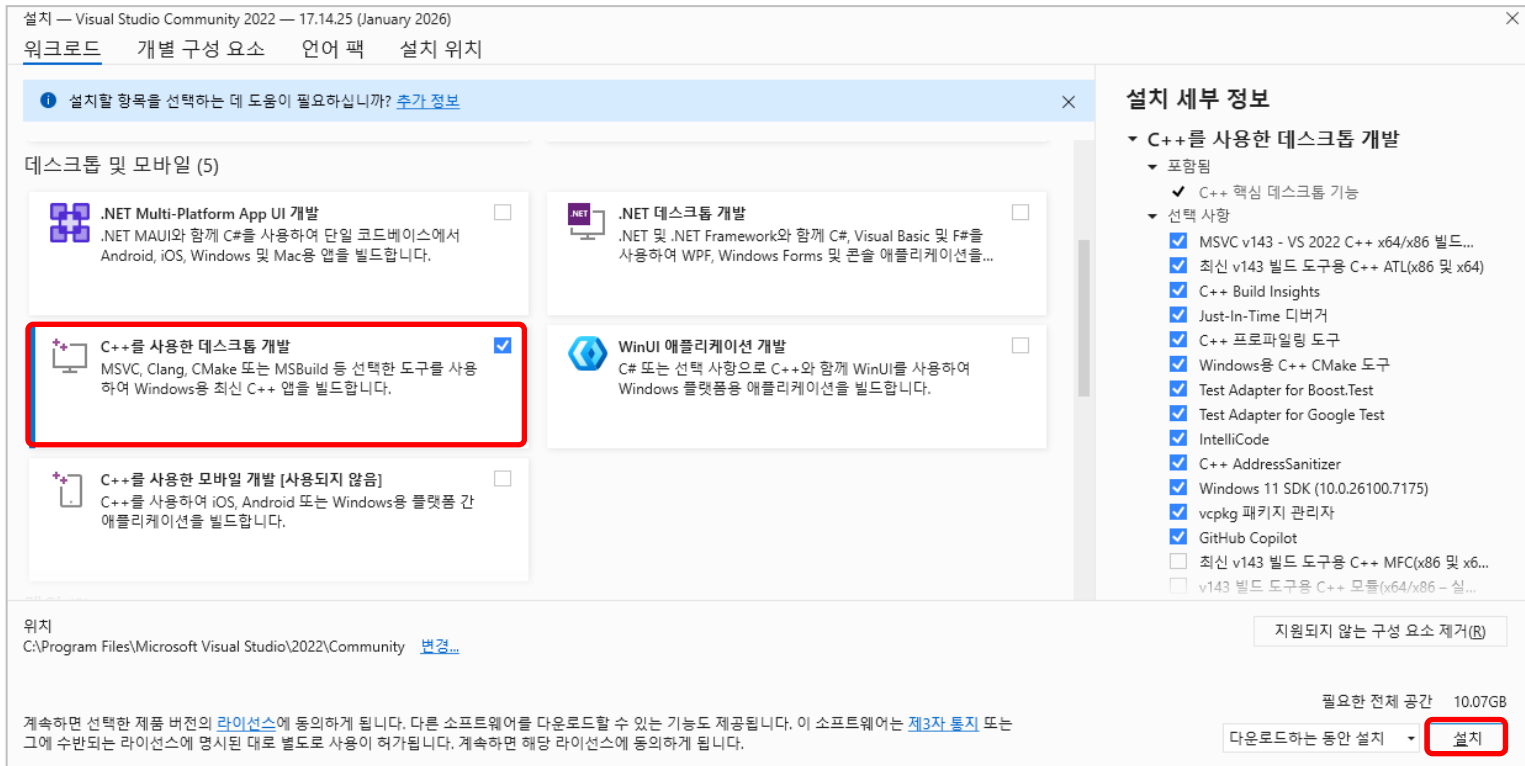 설치 — Visual Studio Community 2022 — 17.14.25 (January 2026)
워크로드 개별 구성 요소 언어 팩 설치 위치
설치할 항목을 선택하는 데 도움이 필요하십니까? 추가 정보
데스크톱 및 모바일 (5)
.NET Multi-Platform App UI 개발
.NET MAUI와 함께 C#을 사용하여 단일 코드베이스에서
Android, iOS, Windows 및 Mac용 앱을 빌드합니다.
.NET
.NET 데스크톱 개발
.NET 및 .NET Framework와 함께 C#, Visual Basic 및 F#을
사용하여 WPF, Windows Forms 및 콘솔 애플리케이션을...
C++를 사용한 데스크톱 개발
MSVC, Clang, CMake 또는 MSBuild 등 선택한 도구를 사용
하여 Windows용 최신 C++ 앱을 빌드합니다.
WinUI 애플리케이션 개발
C# 또는 선택 사항으로 C++와 함께 WinUI를 사용하여
Windows 플랫폼용 애플리케이션을 빌드합니다.
C++를 사용한 모바일 개발 [사용되지 않음]
C++를 사용하여 iOS, Android 또는 Windows용 플랫폼 간
애플리케이션을 빌드합니다.
설치 세부 정보
C++를 사용한 데스크톱 개발
포함됨
C++ 핵심 데스크톱 기능
선택 사항
MSVC v143 - VS 2022 C++ x64/x86 빌드...
최신 v143 빌드 도구용 C++ ATL(x86 및 x64)
C++ Build Insights
Just-In-Time 디버거
C++ 프로파일링 도구
Windows용 C++ CMake 도구
Test Adapter for Boost.Test
Test Adapter for Google Test
IntelliCode
C++ AddressSanitizer
Windows 11 SDK (10.0.26100.7175)
vcpkg 패키지 관리자
GitHub Copilot
최신 v143 빌드 도구용 C++ MFC(x86 및 x6...
v143 빌드 도구용 C++ 모듈(x64/x86 – 실...
위치
C:\Program Files\Microsoft Visual Studio\2022\Community 변경...
지원되지 않는 구성 요소 제거(R)
필요한 전체 공간 10.07GB
계속하면 선택한 제품 버전의 라이선스에 동의하게 됩니다. 다른 소프트웨어를 다운로드할 수 있는 기능도 제공됩니다. 이 소프트웨어는 제3자 통지 또는
그에 수반되는 라이선스에 명시된 대로 별도로 사용이 허가됩니다. 계속하면 해당 라이선스에 동의하게 됩니다.
다운로드하는 동안 설치 설치